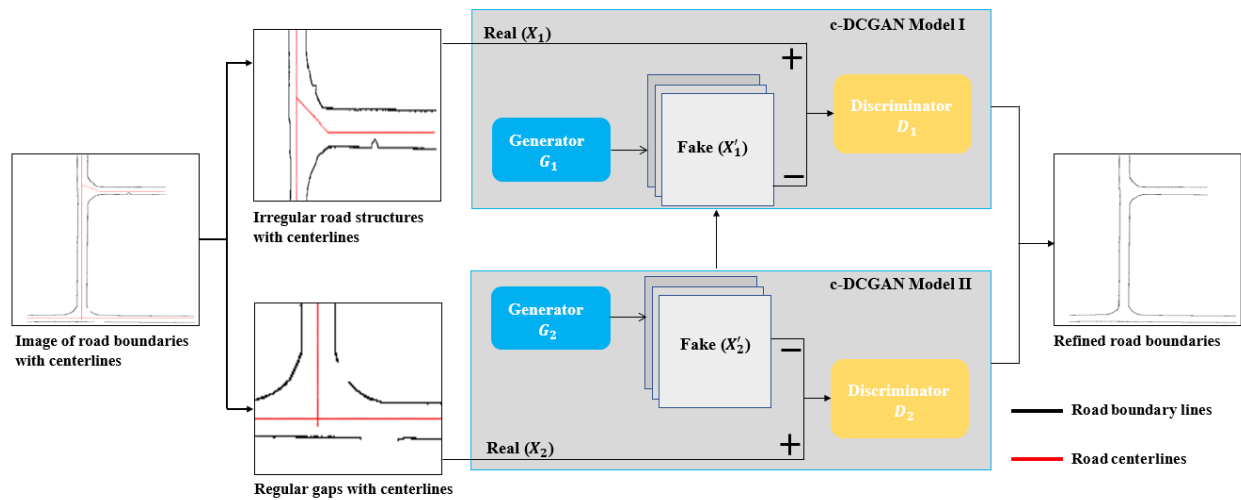 Image of road boundaries
with centerlines
Irregular road structures
with centerlines
Regular gaps with centerlines
c-DCGAN Model I
Real (X₁)
+
Generator
G₁
Fake (X₁′)
−
Discriminator
D₁
c-DCGAN Model II
Generator
G₂
Fake (X₂′)
−
Discriminator
D₂
Real (X₂)
+
Refined road boundaries
Road boundary lines
Road centerlines